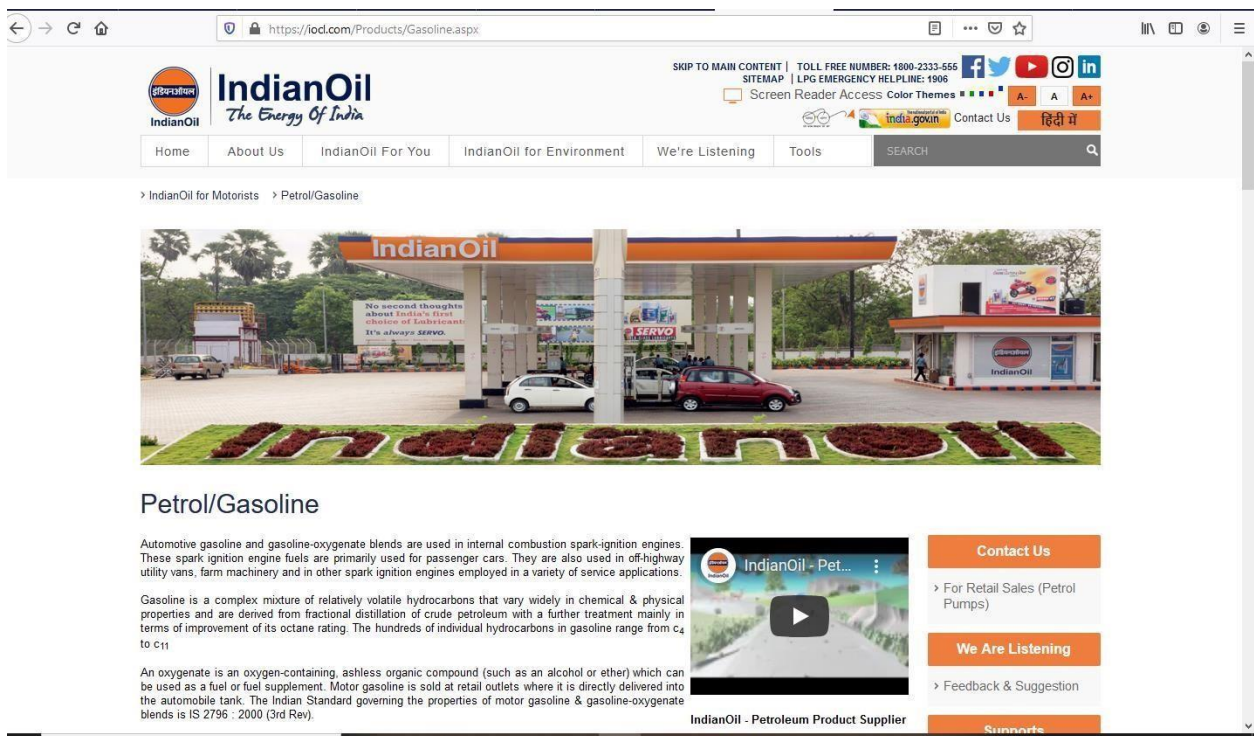 https://iocl.com/Products/Gasoline.aspx
SKIP TO MAIN CONTENT | TOLL FREE NUMBER: 1800-2333-555
SITEMAP | LPG EMERGENCY HELPLINE: 1906
Screen Reader Access Color Themes A- A A+
india.gov.in Contact Us हिंदी में
इंडियनऑयल
IndianOil
IndianOil
The Energy Of India
Home About Us IndianOil For You IndianOil for Environment We're Listening Tools SEARCH
> IndianOil for Motorists > Petrol/Gasoline
IndianOil
No second thoughts
about India's first
choice of Lubricant
It's always SERVO.
SERVO
इंडियनऑयल
IndianOil
Indianoil
Petrol/Gasoline
Automotive gasoline and gasoline-oxygenate blends are used in internal combustion spark-ignition engines.
These spark ignition engine fuels are primarily used for passenger cars. They are also used in off-highway
utility vans, farm machinery and in other spark ignition engines employed in a variety of service applications.
Gasoline is a complex mixture of relatively volatile hydrocarbons that vary widely in chemical & physical
properties and are derived from fractional distillation of crude petroleum with a further treatment mainly in
terms of improvement of its octane rating. The hundreds of individual hydrocarbons in gasoline range from c4
to c11
An oxygenate is an oxygen-containing, ashless organic compound (such as an alcohol or ether) which can
be used as a fuel or fuel supplement. Motor gasoline is sold at retail outlets where it is directly delivered into
the automobile tank. The Indian Standard governing the properties of motor gasoline & gasoline-oxygenate
blends is IS 2796 : 2000 (3rd Rev).
IndianOil - Pet...
IndianOil - Petroleum Product Supplier
Contact Us
> For Retail Sales (Petrol
Pumps)
We Are Listening
> Feedback & Suggestion
Supports